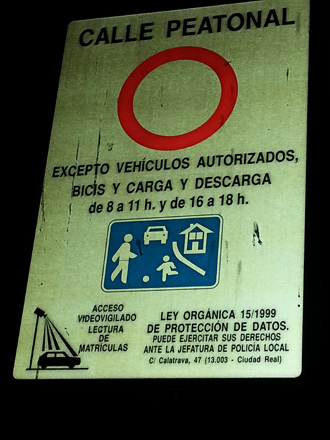 CALLE PEATONAL
EXCEPTO VEHÍCULOS AUTORIZADOS,
BICIS Y CARGA Y DESCARGA
de 8 a 11 h. y de 16 a 18 h.
ACCESO
VIDEOVIGILADO
LECTURA
DE
MATRÍCULAS
LEY ORGÁNICA 15/1999
DE PROTECCIÓN DE DATOS.
PUEDE EJERCITAR SUS DERECHOS
ANTE LA JEFATURA DE POLICÍA LOCAL
C/ Calatrava, 47 (13.003 - Ciudad Real)